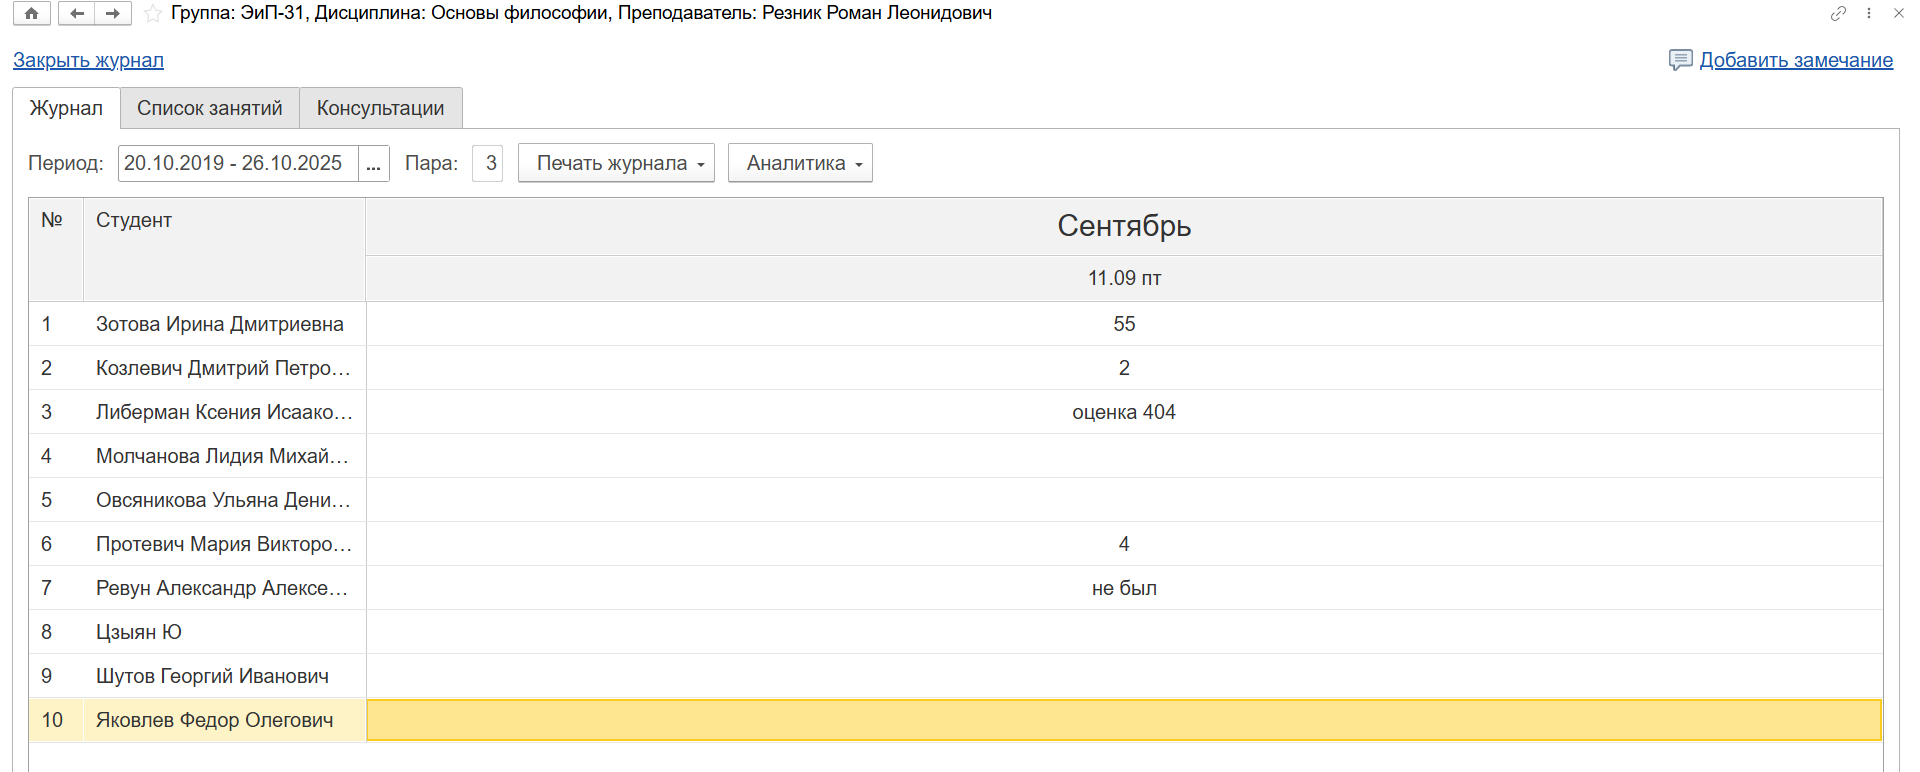 Группа: ЭиП-31, Дисциплина: Основы философии, Преподаватель: Резник Роман Леонидович
Закрыть журнал
Добавить замечание
Журнал Список занятий Консультации
Период: 20.10.2019 - 26.10.2025 ... Пара: 3 Печать журнала Аналитика
№ Студент Сентябрь
11.09 пт
1 Зотова Ирина Дмитриевна 55
2 Козлевич Дмитрий Петро... 2
3 Либерман Ксения Исаако... оценка 404
4 Молчанова Лидия Михай...
5 Овсяникова Ульяна Дени...
6 Протевич Мария Викторо... 4
7 Ревун Александр Алексе... не был
8 Цзыян Ю
9 Шутов Георгий Иванович
10 Яковлев Федор Олегович